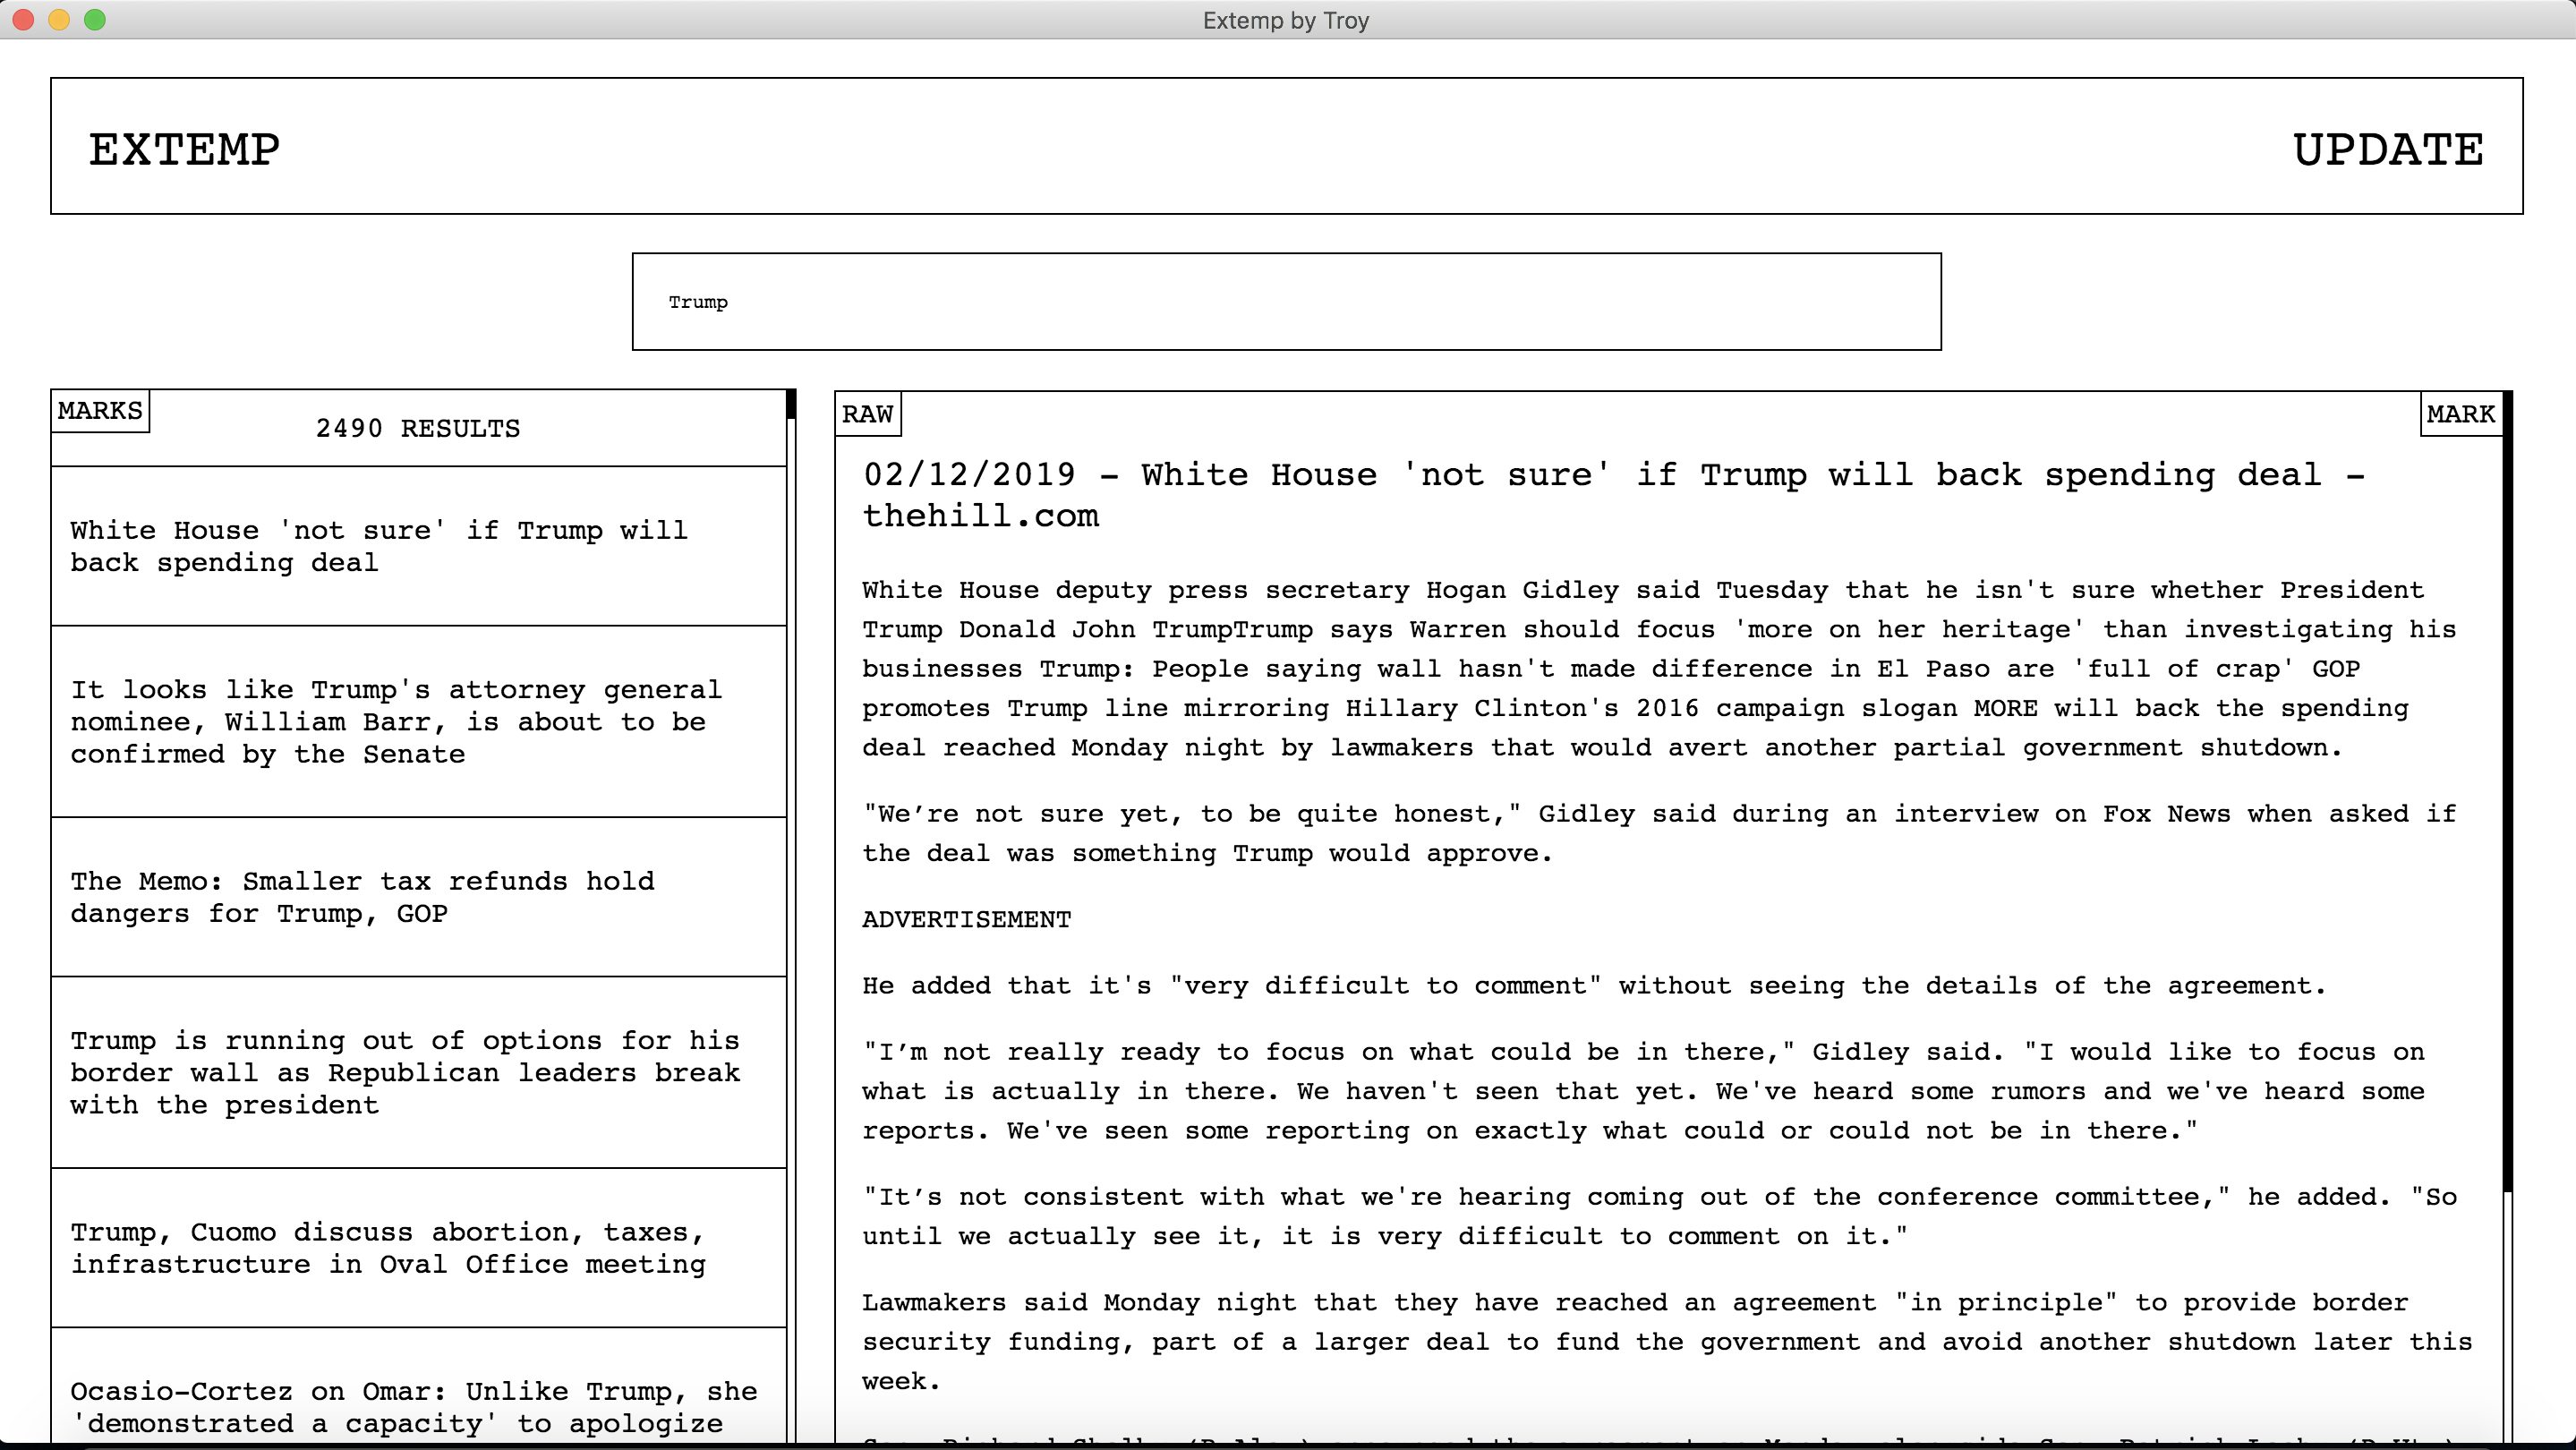 Extemp by Troy
EXTEMP
UPDATE
Trump
MARKS
2490 RESULTS
White House 'not sure' if Trump will
back spending deal
It looks like Trump's attorney general
nominee, William Barr, is about to be
confirmed by the Senate
The Memo: Smaller tax refunds hold
dangers for Trump, GOP
Trump is running out of options for his
border wall as Republican leaders break
with the president
Trump, Cuomo discuss abortion, taxes,
infrastructure in Oval Office meeting
Ocasio-Cortez on Omar: Unlike Trump, she
'demonstrated a capacity' to apologize
RAW
MARK
02/12/2019 – White House 'not sure' if Trump will back spending deal –
thehill.com
White House deputy press secretary Hogan Gidley said Tuesday that he isn't sure whether President
Trump Donald John TrumpTrump says Warren should focus 'more on her heritage' than investigating his
businesses Trump: People saying wall hasn't made difference in El Paso are 'full of crap' GOP
promotes Trump line mirroring Hillary Clinton's 2016 campaign slogan MORE will back the spending
deal reached Monday night by lawmakers that would avert another partial government shutdown.
"We’re not sure yet, to be quite honest," Gidley said during an interview on Fox News when asked if
the deal was something Trump would approve.
ADVERTISEMENT
He added that it's "very difficult to comment" without seeing the details of the agreement.
"I’m not really ready to focus on what could be in there," Gidley said. "I would like to focus on
what is actually in there. We haven't seen that yet. We've heard some rumors and we've heard some
reports. We've seen some reporting on exactly what could or could not be in there."
"It’s not consistent with what we're hearing coming out of the conference committee," he added. "So
until we actually see it, it is very difficult to comment on it."
Lawmakers said Monday night that they have reached an agreement "in principle" to provide border
security funding, part of a larger deal to fund the government and avoid another shutdown later this
week.